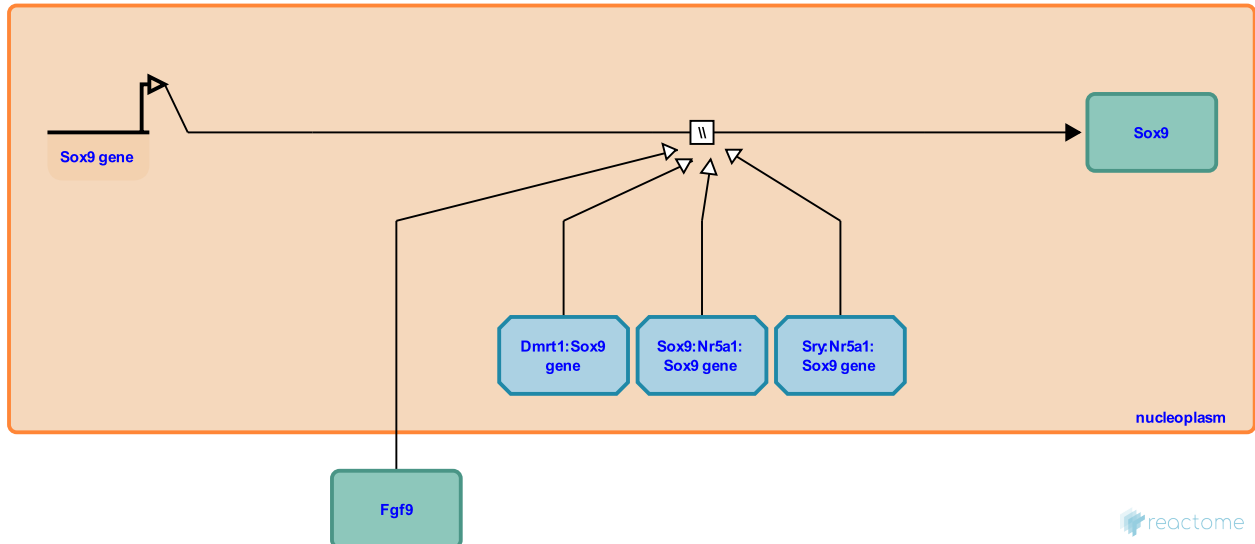 Sox9 gene
\\
Sox9
Dmrt1:Sox9
gene
Sox9:Nr5a1:
Sox9 gene
Sry:Nr5a1:
Sox9 gene
nucleoplasm
Fgf9
reactome